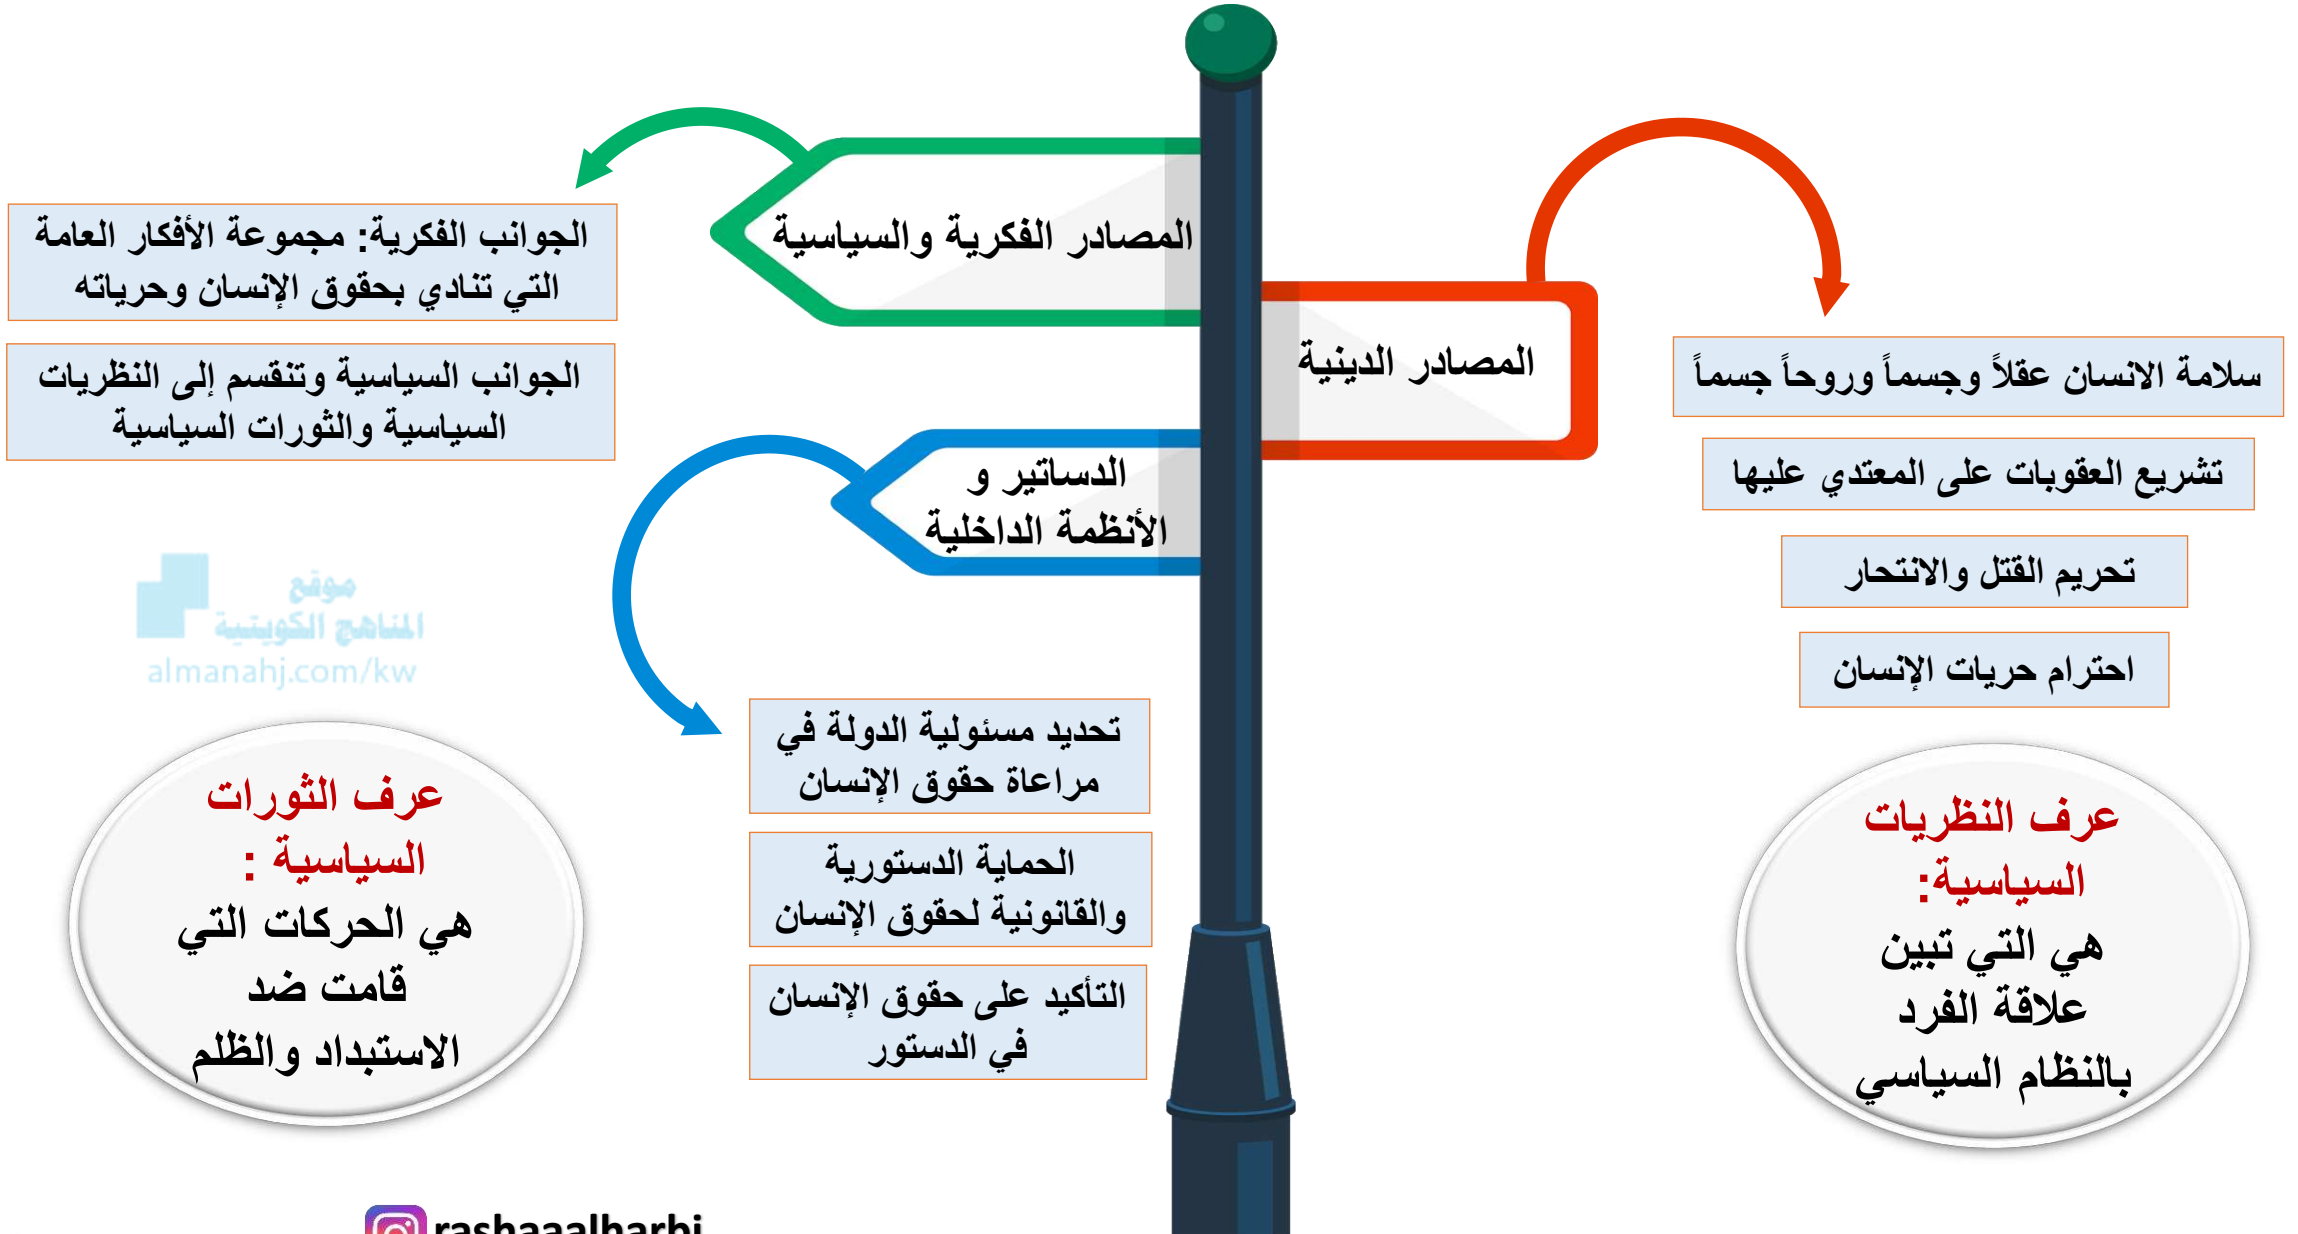 المصادر الدينية
سلامة الانسان عقلاً وجسماً وروحاً جسماً
تشريع العقوبات على المعتدي عليها
تحريم القتل والانتحار
احترام حريات الإنسان
المصادر الفكرية والسياسية
الجوانب الفكرية: مجموعة الأفكار العامة
التي تنادي بحقوق الإنسان وحرياته
الجوانب السياسية وتنقسم إلى النظريات
السياسية والثورات السياسية
الدساتير و
الأنظمة الداخلية
تحديد مسئولية الدولة في
مراعاة حقوق الإنسان
الحماية الدستورية
والقانونية لحقوق الإنسان
التأكيد على حقوق الإنسان
في الدستور
عرف النظريات
السياسية:
هي التي تبين
علاقة الفرد
بالنظام السياسي
عرف الثورات
السياسية :
هي الحركات التي
قامت ضد
الاستبداد والظلم
موقع
المناهج الكويتية
almanahj.com/kw
rashaaalharbi